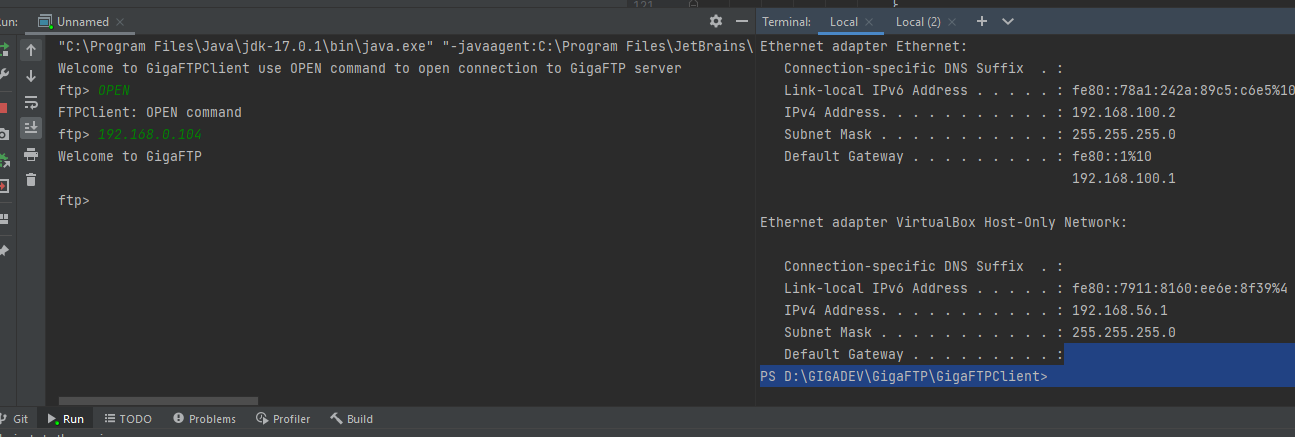 121
Run:
Unnamed
"C:\Program Files\Java\jdk-17.0.1\bin\java.exe" "-javaagent:C:\Program Files\JetBrains\
Welcome to GigaFTPClient use OPEN command to open connection to GigaFTP server
ftp> OPEN
FTPClient: OPEN command
ftp> 192.168.0.104
Welcome to GigaFTP
ftp>
Terminal: Local Local (2)
Ethernet adapter Ethernet:
Connection-specific DNS Suffix . :
Link-local IPv6 Address . . . . . : fe80::78a1:242a:89c5:c6e5%10
IPv4 Address. . . . . . . . . . . : 192.168.100.2
Subnet Mask . . . . . . . . . . . : 255.255.255.0
Default Gateway . . . . . . . . . : fe80::1%10
192.168.100.1
Ethernet adapter VirtualBox Host-Only Network:
Connection-specific DNS Suffix . :
Link-local IPv6 Address . . . . . : fe80::7911:8160:ee6e:8f39%4
IPv4 Address. . . . . . . . . . . : 192.168.56.1
Subnet Mask . . . . . . . . . . . : 255.255.255.0
Default Gateway . . . . . . . . . :
PS D:\GIGADEV\GigaFTP\GigaFTPClient>
Git Run TODO Problems Profiler Build